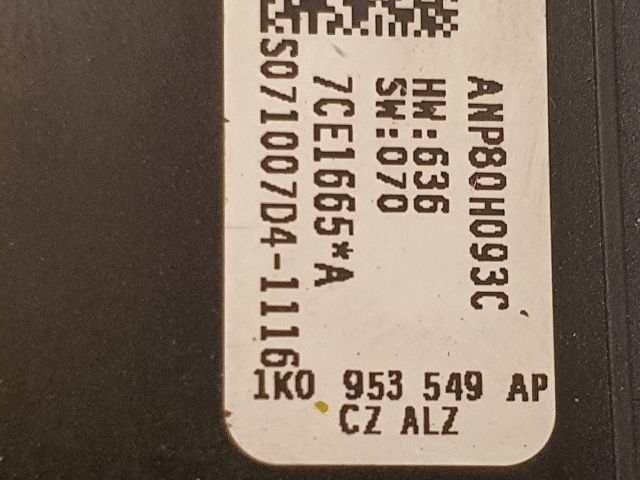 ANP80H093C
HW:636
SW:070
7CE1665*A
S071007D4-1116
1K0 953 549 AP
CZ ALZ